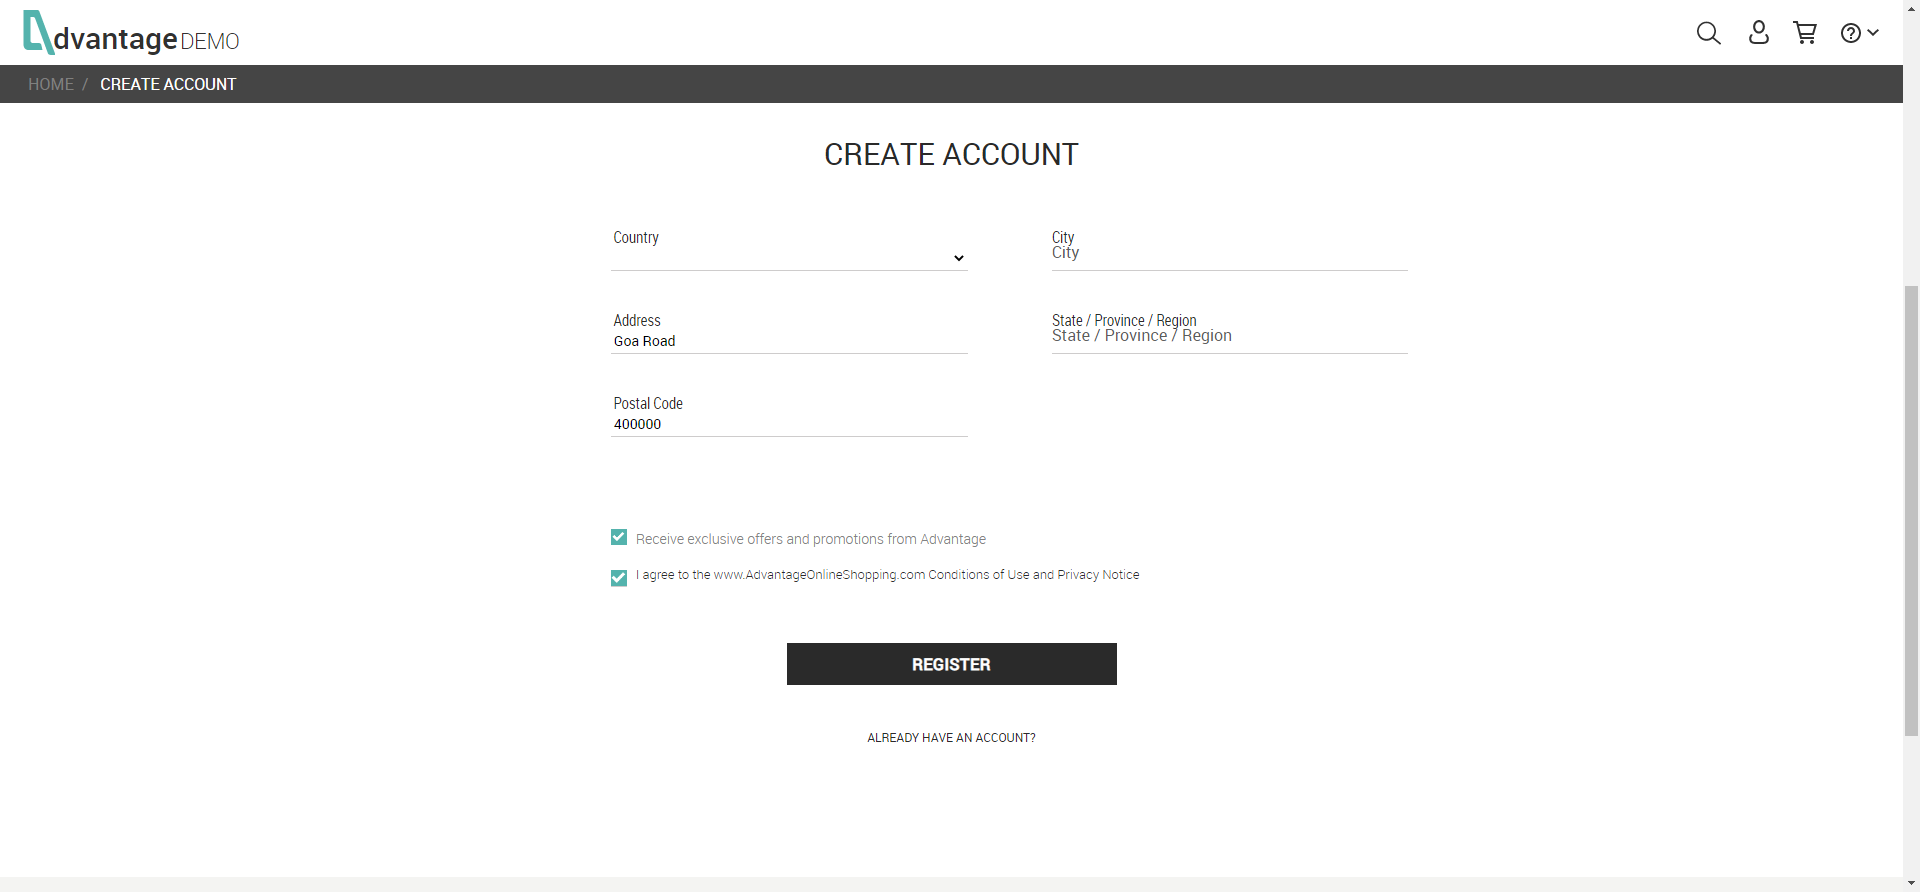 dvantage DEMO
HOME / CREATE ACCOUNT
CREATE ACCOUNT
Country
City
City
Address
Goa Road
State / Province / Region
State / Province / Region
Postal Code
400000
Receive exclusive offers and promotions from Advantage
I agree to the www.AdvantageOnlineShopping.com Conditions of Use and Privacy Notice
REGISTER
ALREADY HAVE AN ACCOUNT?